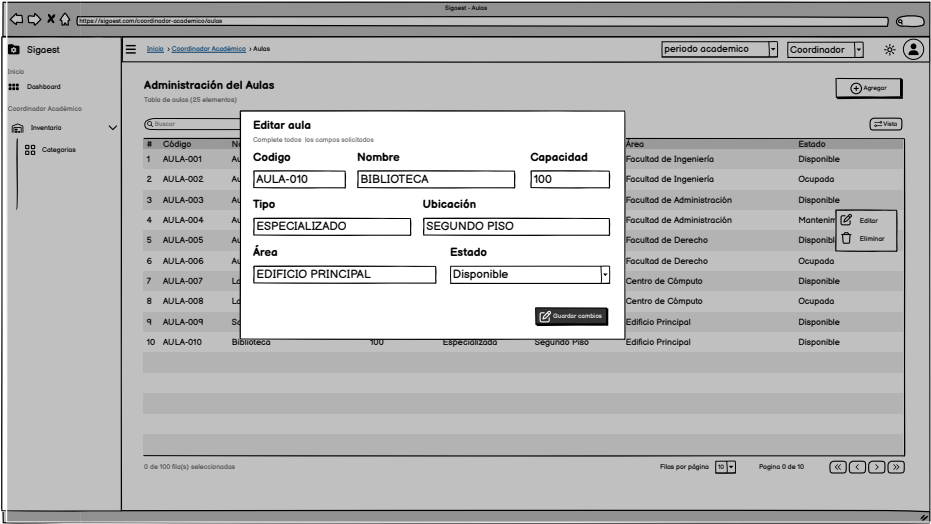 Sigaest - Aulas
https://sigaest.com/coordinador-academico/aulas
Sigaest
Inicio > Coordinador Académico > Aulas
periodo academico
Coordinador
Inicio
Dashboard
Coordinador Académico
Inventario
Categorias
Administración del Aulas
Tabla de aulas (25 elementos)
Agregar
Buscar
Vista
# Código Área Estado
1 AULA-001 Facultad de Ingeniería Disponible
2 AULA-002 Facultad de Ingeniería Ocupada
3 AULA-003 Facultad de Administración Disponible
4 AULA-004 Facultad de Administración
5 AULA-005 Facultad de Derecho
6 AULA-006 Facultad de Derecho Ocupada
7 AULA-007 Centro de Cómputo Disponible
8 AULA-008 Centro de Cómputo Ocupada
9 AULA-009 Edificio Principal Disponible
10 AULA-010 Biblioteca 100 Especializada Segundo Piso Edificio Principal Disponible
Editar
Eliminar
Editar aula
Complete todos los campos solicitados
Codigo Nombre Capacidad
AULA-010 BIBLIOTECA 100
Tipo Ubicación
ESPECIALIZADO SEGUNDO PISO
Área Estado
EDIFICIO PRINCIPAL Disponible
Guardar cambios
0 de 100 fila(s) seleccionadas
Filas por página 10
Pagina 0 de 10